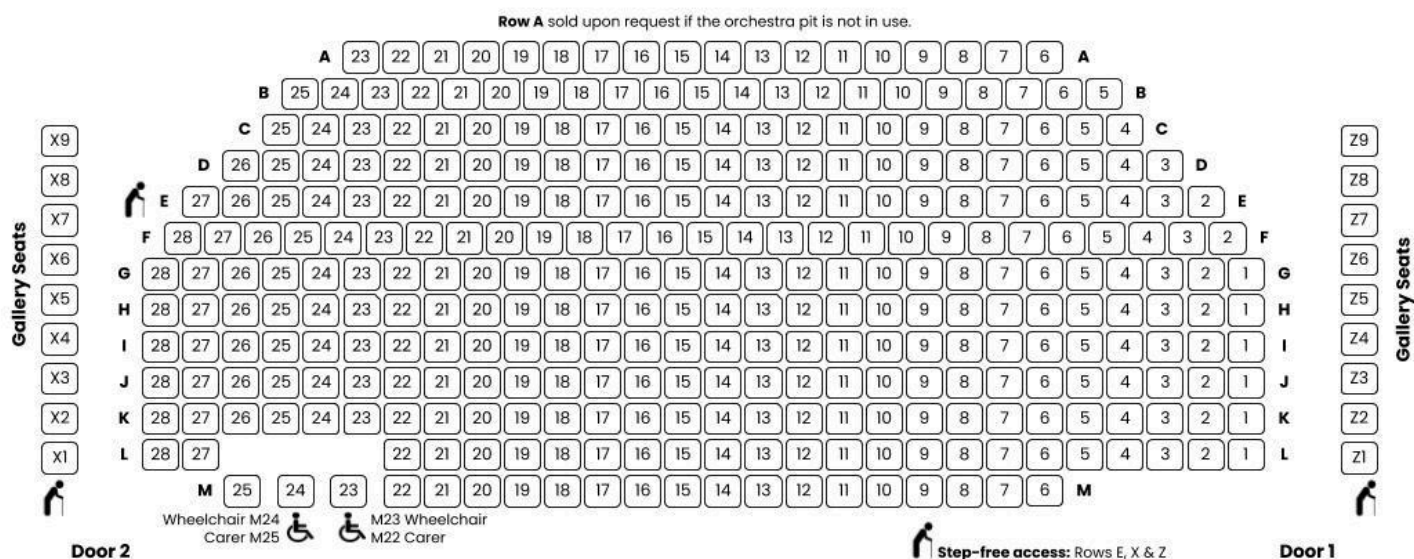 Row A sold upon request if the orchestra pit is not in use.
A 23 22 21 20 19 18 17 16 15 14 13 12 11 10 9 8 7 6 A
B 25 24 23 22 21 20 19 18 17 16 15 14 13 12 11 10 9 8 7 6 5 B
C 25 24 23 22 21 20 19 18 17 16 15 14 13 12 11 10 9 8 7 6 5 4 C
D 26 25 24 23 22 21 20 19 18 17 16 15 14 13 12 11 10 9 8 7 6 5 4 3 D
E 27 26 25 24 23 22 21 20 19 18 17 16 15 14 13 12 11 10 9 8 7 6 5 4 3 2 E
F 28 27 26 25 24 23 22 21 20 19 18 17 16 15 14 13 12 11 10 9 8 7 6 5 4 3 2 F
G 28 27 26 25 24 23 22 21 20 19 18 17 16 15 14 13 12 11 10 9 8 7 6 5 4 3 2 1 G
H 28 27 26 25 24 23 22 21 20 19 18 17 16 15 14 13 12 11 10 9 8 7 6 5 4 3 2 1 H
I 28 27 26 25 24 23 22 21 20 19 18 17 16 15 14 13 12 11 10 9 8 7 6 5 4 3 2 1 I
J 28 27 26 25 24 23 22 21 20 19 18 17 16 15 14 13 12 11 10 9 8 7 6 5 4 3 2 1 J
K 28 27 26 25 24 23 22 21 20 19 18 17 16 15 14 13 12 11 10 9 8 7 6 5 4 3 2 1 K
L 28 27 22 21 20 19 18 17 16 15 14 13 12 11 10 9 8 7 6 5 4 3 2 1 L
M 25 24 23 22 21 20 19 18 17 16 15 14 13 12 11 10 9 8 7 6 M
Gallery Seats
X9
X8
X7
X6
X5
X4
X3
X2
X1
Gallery Seats
Z9
Z8
Z7
Z6
Z5
Z4
Z3
Z2
Z1
Wheelchair M24
Carer M25
M23 Wheelchair
M22 Carer
Door 2
Step-free access: Rows E, X & Z
Door 1